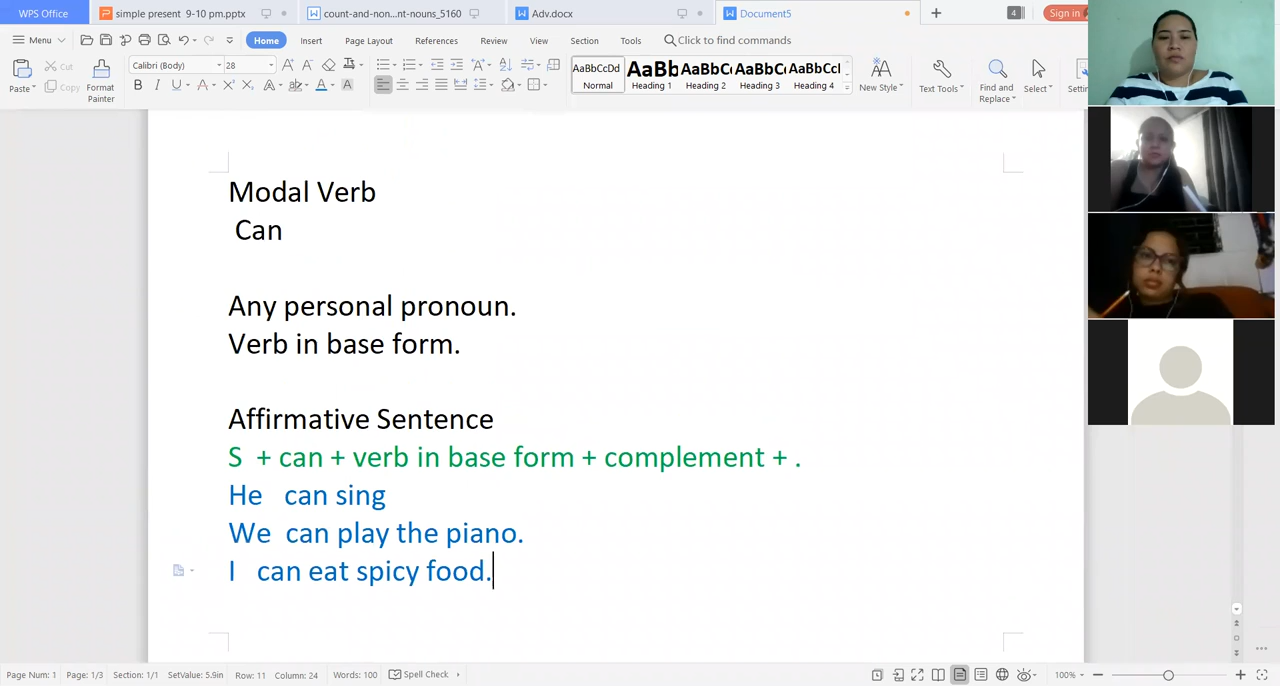 WPS Office
simple present 9-10 pm.pptx
count-and-non...nt-nouns_5160
Adv.docx
Document5
4
Sign in
Menu
Home
Insert
Page Layout
References
Review
View
Section
Tools
Click to find commands
Paste
Cut
Copy
Format Painter
Calibri (Body)
28
AaBbCcDd
Normal
AaBb
Heading 1
AaBbC
Heading 2
AaBbC
Heading 3
AaBbCcI
Heading 4
New Style
Text Tools
Find and Replace
Select
Modal Verb
Can
Any personal pronoun.
Verb in base form.
Affirmative Sentence
S + can + verb in base form + complement + .
He can sing
We can play the piano.
I can eat spicy food.
Page Num: 1
Page: 1/3
Section: 1/1
SetValue: 5.9in
Row: 11
Column: 24
Words: 100
Spell Check
100%